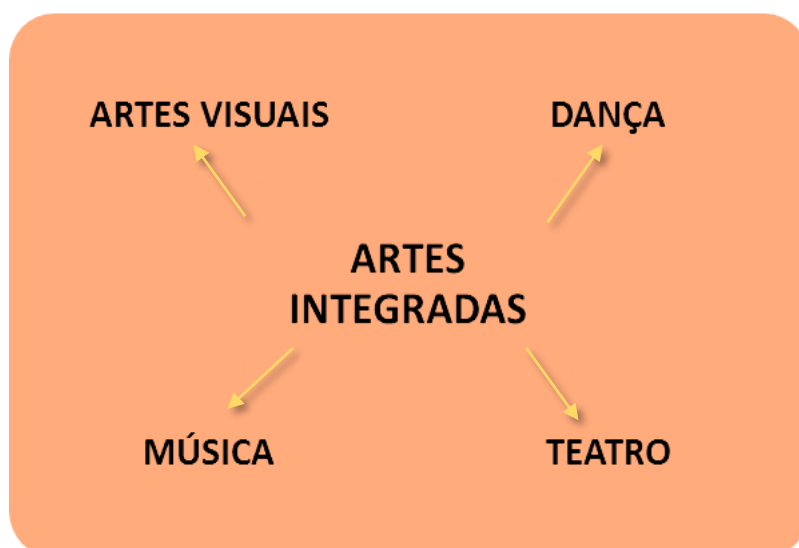 ARTES VISUAIS
DANÇA
ARTES
INTEGRADAS
MÚSICA
TEATRO